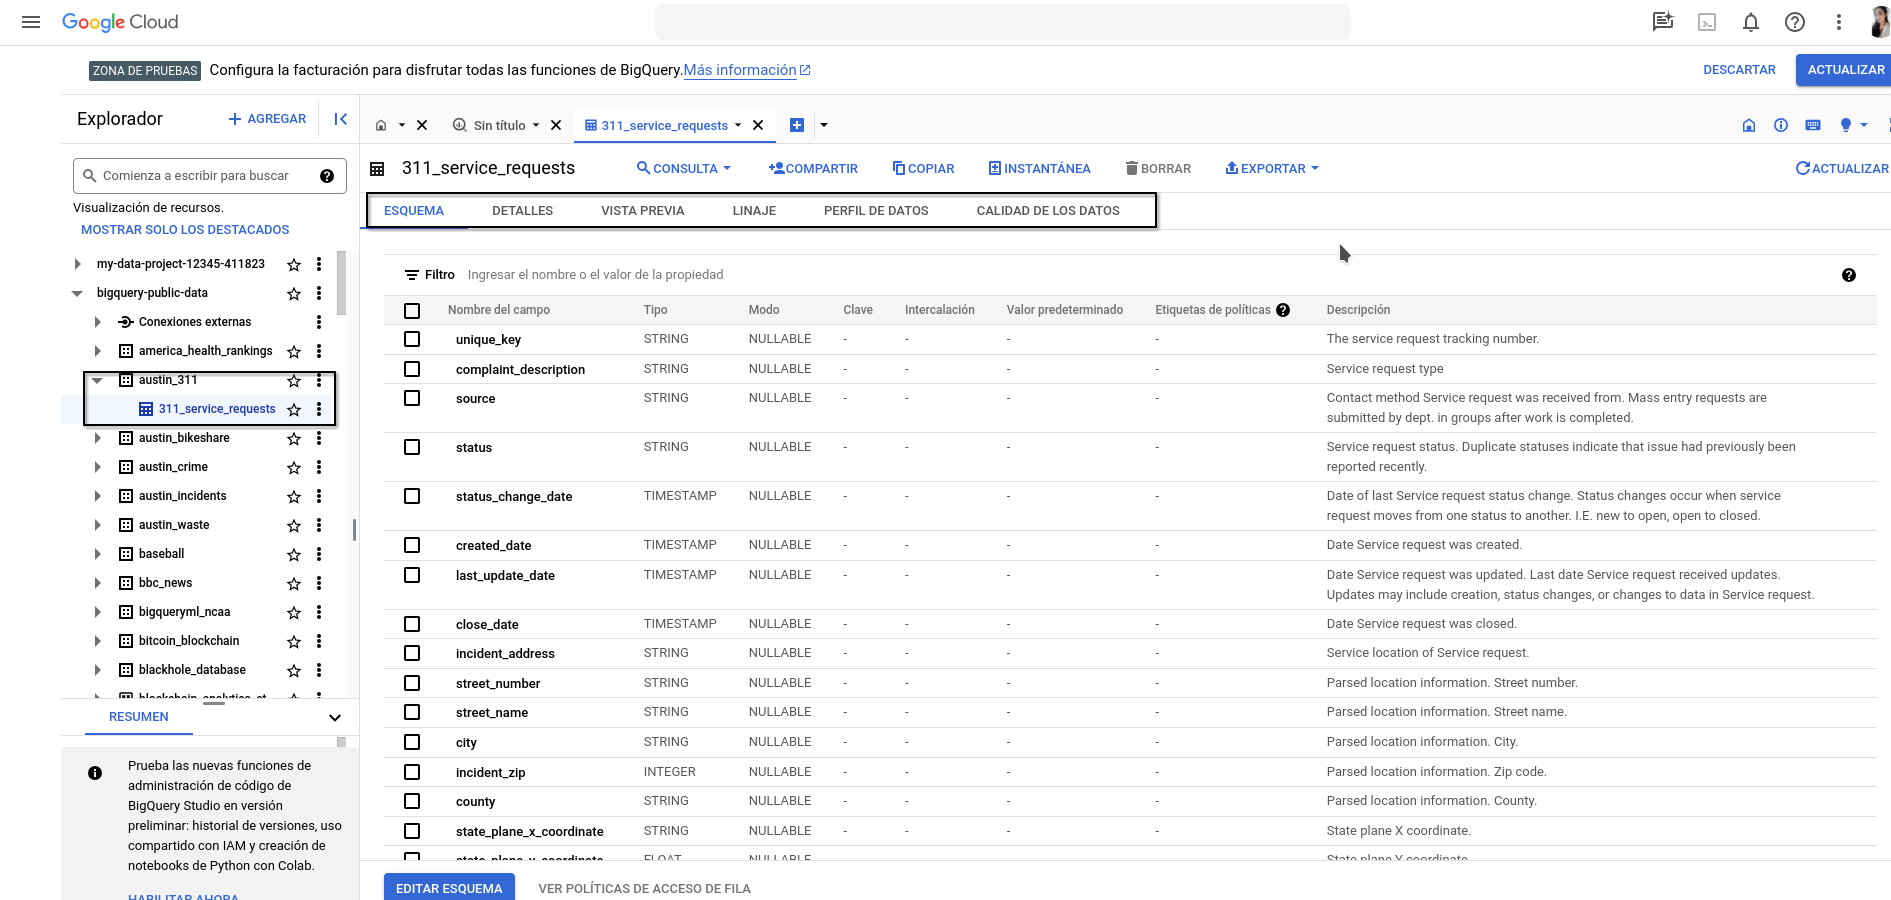 Google Cloud
ZONA DE PRUEBAS Configura la facturación para disfrutar todas las funciones de BigQuery. Más información
DESCARTAR
ACTUALIZAR
Explorador
AGREGAR
Comienza a escribir para buscar
Visualización de recursos.
MOSTRAR SOLO LOS DESTACADOS
my-data-project-12345-411823
bigquery-public-data
Conexiones externas
america_health_rankings
austin_311
311_service_requests
austin_bikeshare
austin_crime
austin_incidents
austin_waste
baseball
bbc_news
bigqueryml_ncaa
bitcoin_blockchain
blackhole_database
RESUMEN
Prueba las nuevas funciones de
administración de código de
BigQuery Studio en versión
preliminar: historial de versiones, uso
compartido con IAM y creación de
notebooks de Python con Colab.
HABILITAR AHORA
Sin título
311_service_requests
311_service_requests
CONSULTA
COMPARTIR
COPIAR
INSTANTÁNEA
BORRAR
EXPORTAR
ACTUALIZAR
ESQUEMA DETALLES VISTA PREVIA LINAJE PERFIL DE DATOS CALIDAD DE LOS DATOS
Filtro Ingresar el nombre o el valor de la propiedad
Nombre del campo Tipo Modo Clave Intercalación Valor predeterminado Etiquetas de políticas Descripción
unique_key STRING NULLABLE - - - - The service request tracking number.
complaint_description STRING NULLABLE - - - - Service request type
source STRING NULLABLE - - - - Contact method Service request was received from. Mass entry requests are
submitted by dept. in groups after work is completed.
status STRING NULLABLE - - - - Service request status. Duplicate statuses indicate that issue had previously been
reported recently.
status_change_date TIMESTAMP NULLABLE - - - - Date of last Service request status change. Status changes occur when service
request moves from one status to another. I.E. new to open, open to closed.
created_date TIMESTAMP NULLABLE - - - - Date Service request was created.
last_update_date TIMESTAMP NULLABLE - - - - Date Service request was updated. Last date Service request received updates.
Updates may include creation, status changes, or changes to data in Service request.
close_date TIMESTAMP NULLABLE - - - - Date Service request was closed.
incident_address STRING NULLABLE - - - - Service location of Service request.
street_number STRING NULLABLE - - - - Parsed location information. Street number.
street_name STRING NULLABLE - - - - Parsed location information. Street name.
city STRING NULLABLE - - - - Parsed location information. City.
incident_zip INTEGER NULLABLE - - - - Parsed location information. Zip code.
county STRING NULLABLE - - - - Parsed location information. County.
state_plane_x_coordinate STRING NULLABLE - - - - State plane X coordinate.
state_plane_y_coordinate FLOAT NULLABLE State plane Y coordinate
EDITAR ESQUEMA
VER POLÍTICAS DE ACCESO DE FILA